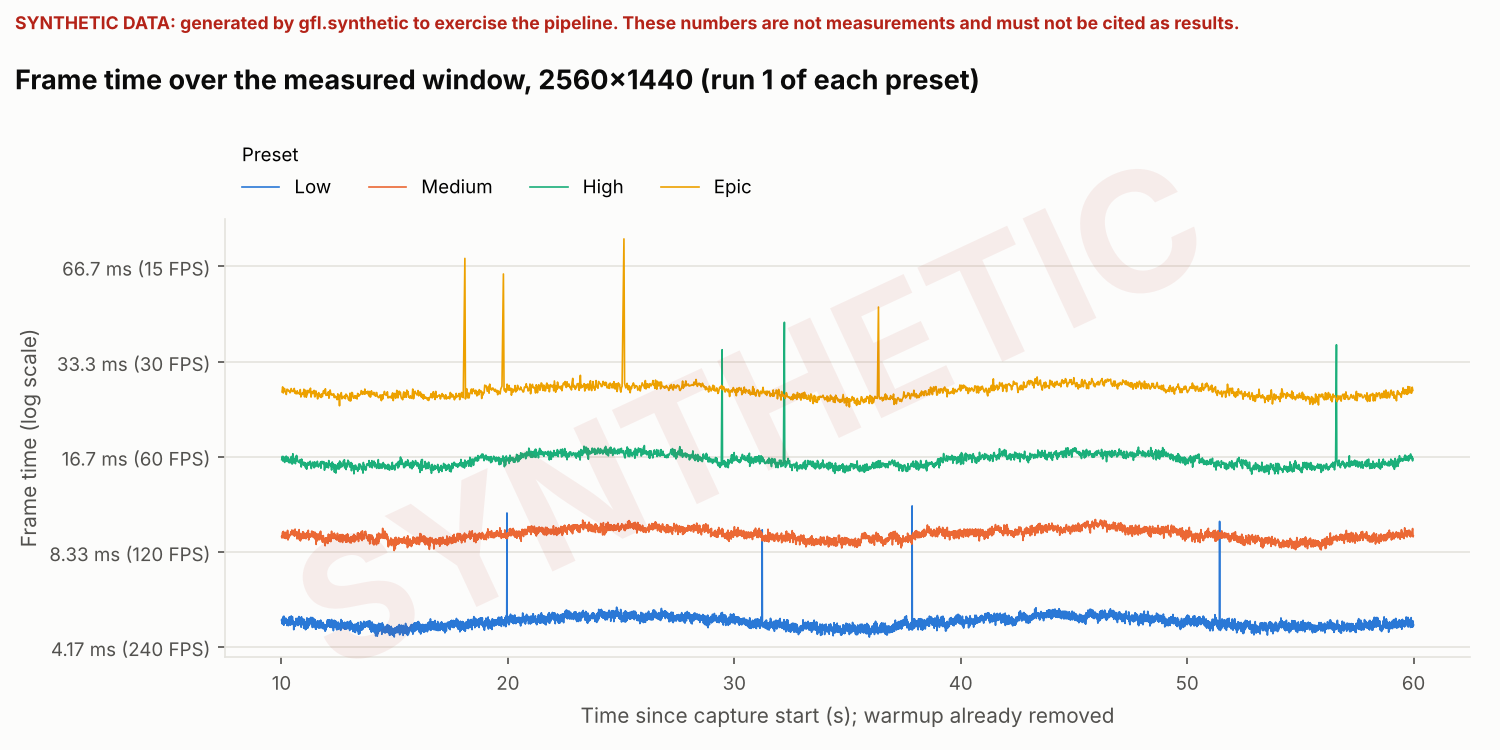 SYNTHETIC DATA: generated by gfl.synthetic to exercise the pipeline. These numbers are not measurements and must not be cited as results.
Frame time over the measured window, 2560×1440 (run 1 of each preset)
Preset
Low Medium High Epic
SYNTHETIC
Frame time (log scale)
66.7 ms (15 FPS)
33.3 ms (30 FPS)
16.7 ms (60 FPS)
8.33 ms (120 FPS)
4.17 ms (240 FPS)
10 20 30 40 50 60
Time since capture start (s); warmup already removed